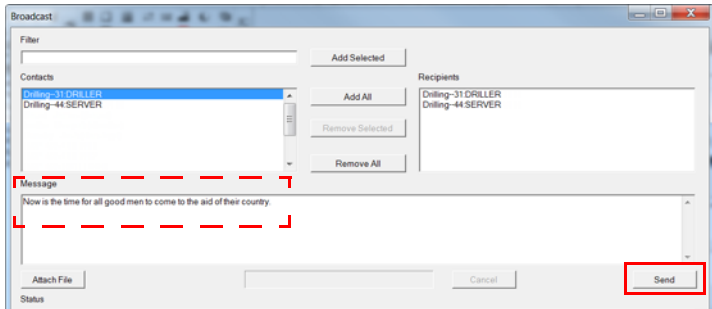 Broadcast
Filter
Add Selected
Contacts
Recipients
Drilling--31:DRILLER
Drilling--44:SERVER
Add All
Remove Selected
Remove All
Drilling--31:DRILLER
Drilling--44:SERVER
Message
Now is the time for all good men to come to the aid of their country.
Attach File
Cancel
Send
Status